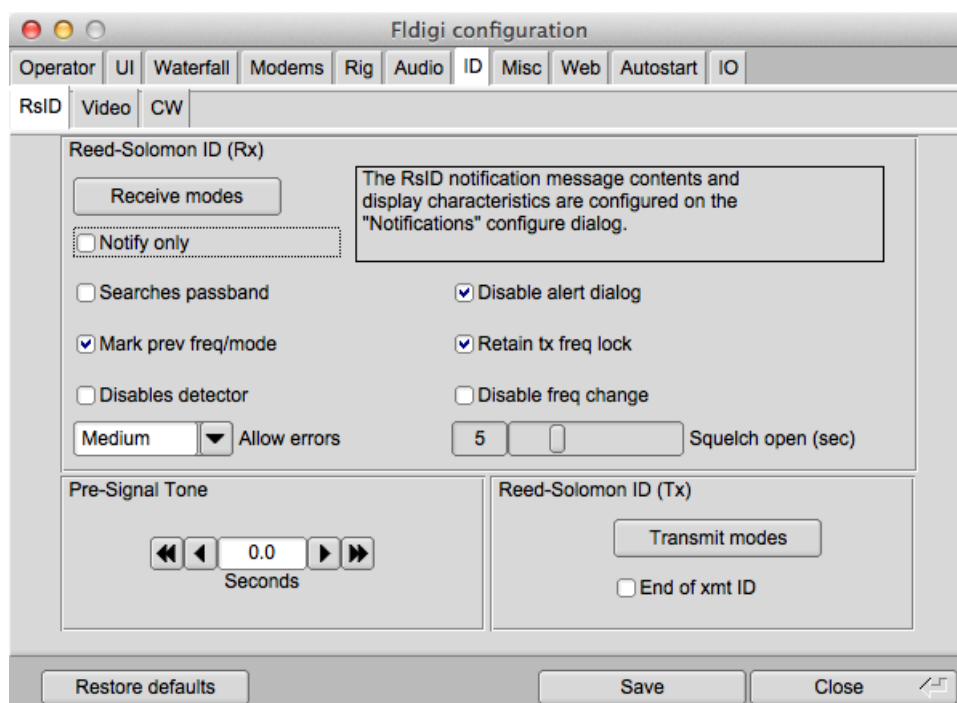 Fldigi configuration
Operator UI Waterfall Modems Rig Audio ID Misc Web Autostart IO
RsID Video CW
Reed-Solomon ID (Rx)
Receive modes
The RsID notification message contents and
display characteristics are configured on the
"Notifications" configure dialog.
Notify only
Searches passband
Disable alert dialog
Mark prev freq/mode
Retain tx freq lock
Disables detector
Disable freq change
Medium Allow errors
5 Squelch open (sec)
Pre-Signal Tone
0.0
Seconds
Reed-Solomon ID (Tx)
Transmit modes
End of xmt ID
Restore defaults Save Close